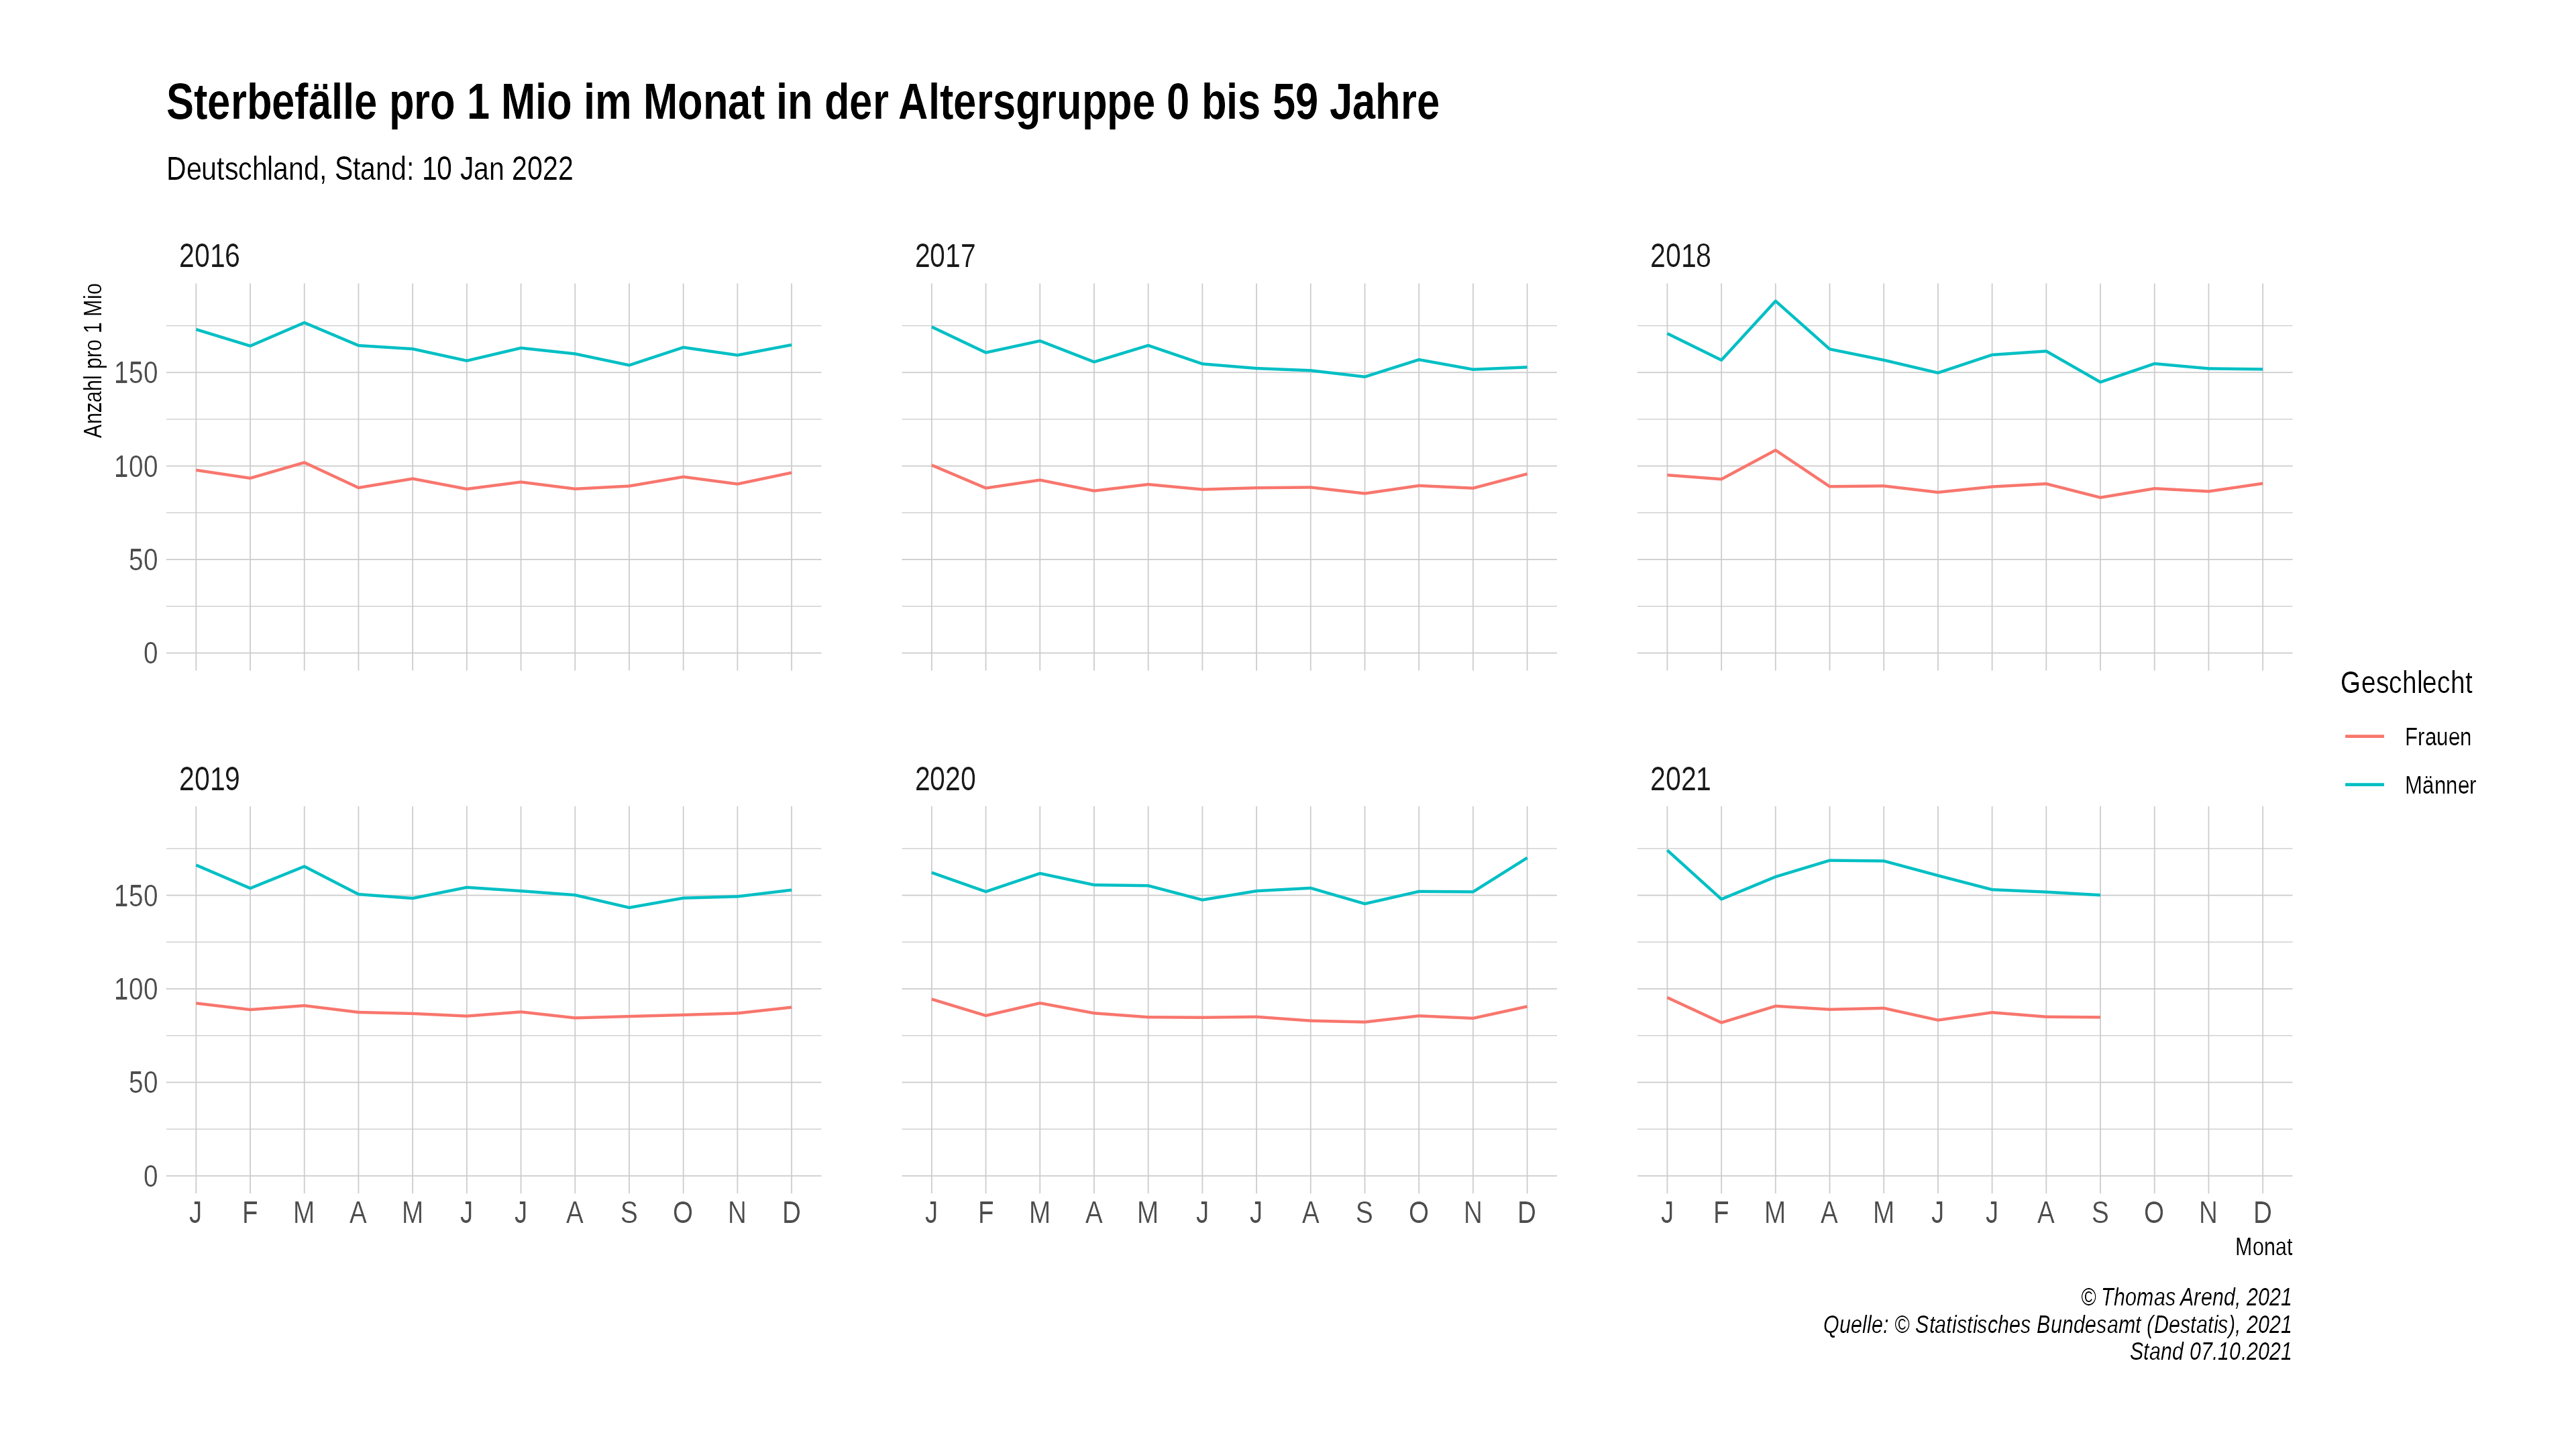 Sterbefälle pro 1 Mio im Monat in der Altersgruppe 0 bis 59 Jahre
Deutschland, Stand: 10 Jan 2022
2016
2017
2018
Anzahl pro 1 Mio
150
100
50
0
2019
2020
2021
150
100
50
0
J F M A M J J A S O N D
J F M A M J J A S O N D
J F M A M J J A S O N D
Monat
Geschlecht
Frauen
Männer
© Thomas Arend, 2021
Quelle: © Statistisches Bundesamt (Destatis), 2021
Stand 07.10.2021